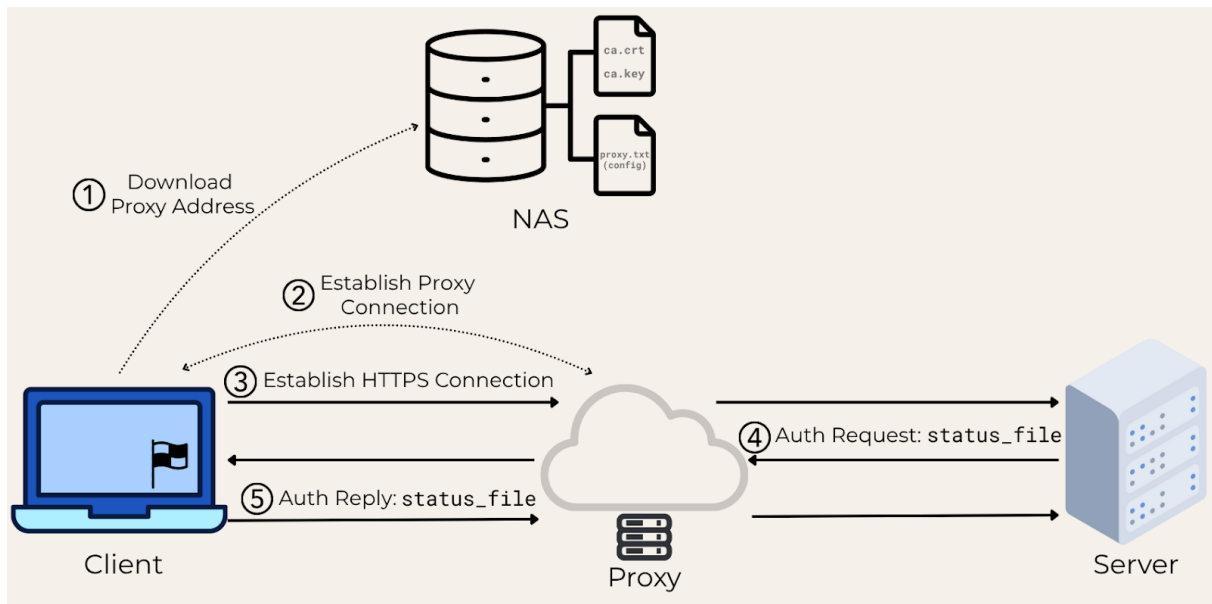 ca.crt
ca.key
proxy.txt
(config)
NAS
1 Download
Proxy Address
2 Establish Proxy
Connection
3 Establish HTTPS Connection
4 Auth Request: status_file
5 Auth Reply: status_file
Client
Proxy
Server